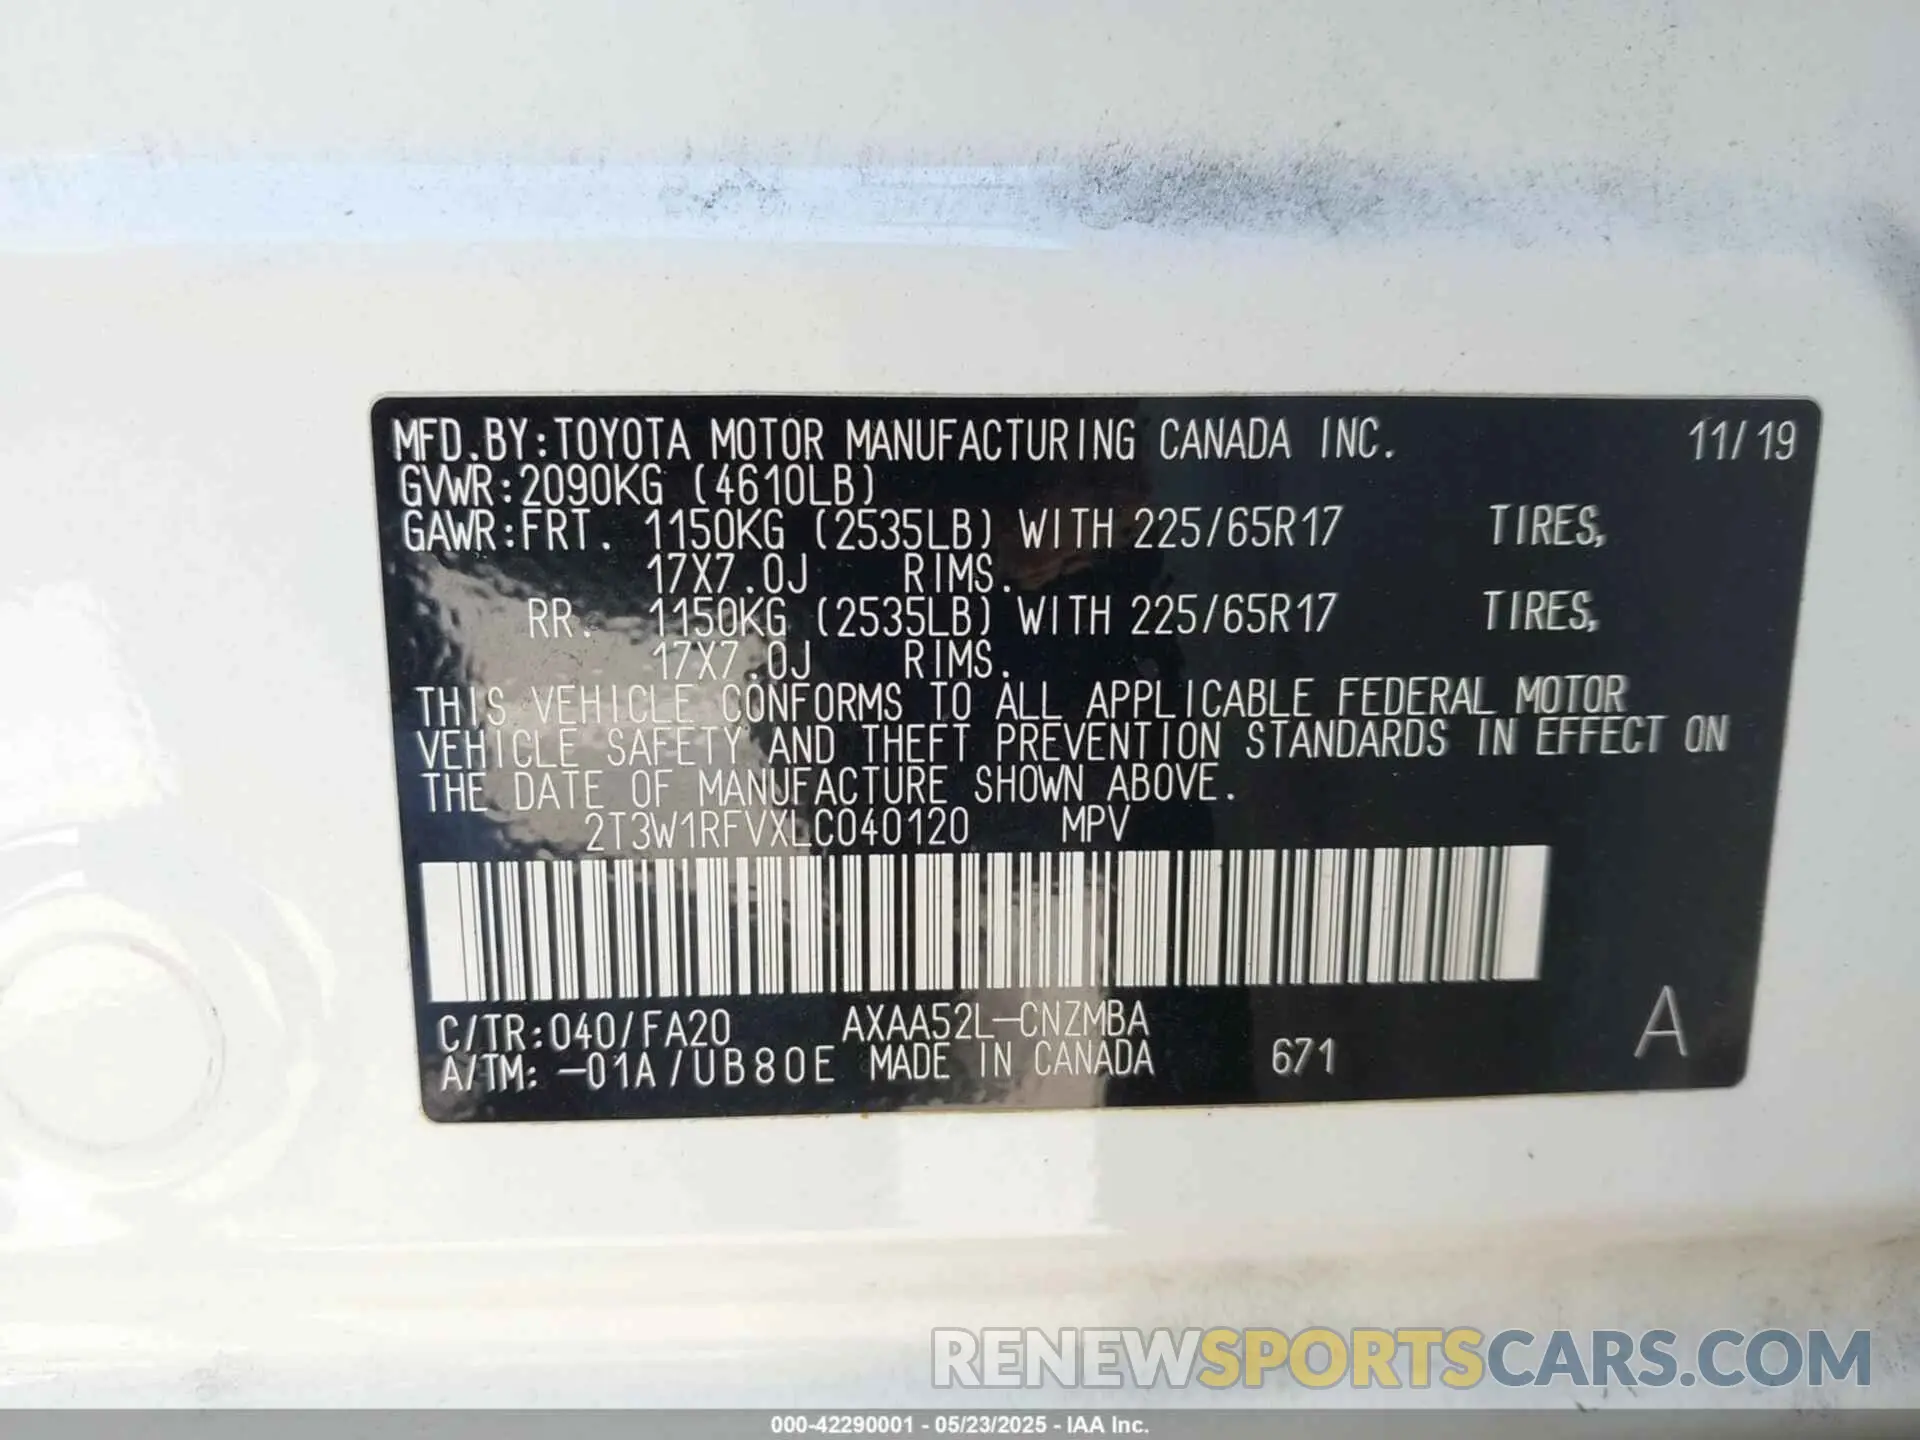 MFD.BY:TOYOTA MOTOR MANUFACTURING CANADA INC. 11/19
GVWR:2090KG (4610LB)
GAWR:FRT. 1150KG (2535LB) WITH 225/65R17 TIRES,
17X7.0J RIMS.
RR. 1150KG (2535LB) WITH 225/65R17 TIRES,
17X7.0J RIMS.
THIS VEHICLE CONFORMS TO ALL APPLICABLE FEDERAL MOTOR
VEHICLE SAFETY AND THEFT PREVENTION STANDARDS IN EFFECT ON
THE DATE OF MANUFACTURE SHOWN ABOVE.
2T3W1RFVXLC040120 MPV
C/TR:040/FA20 AXAA52L-CNZMBA
A/TM:-01A/UB80E MADE IN CANADA 671 A
RENEWSPORTSCARS.COM
000-42290001 - 05/23/2025 - IAA Inc.